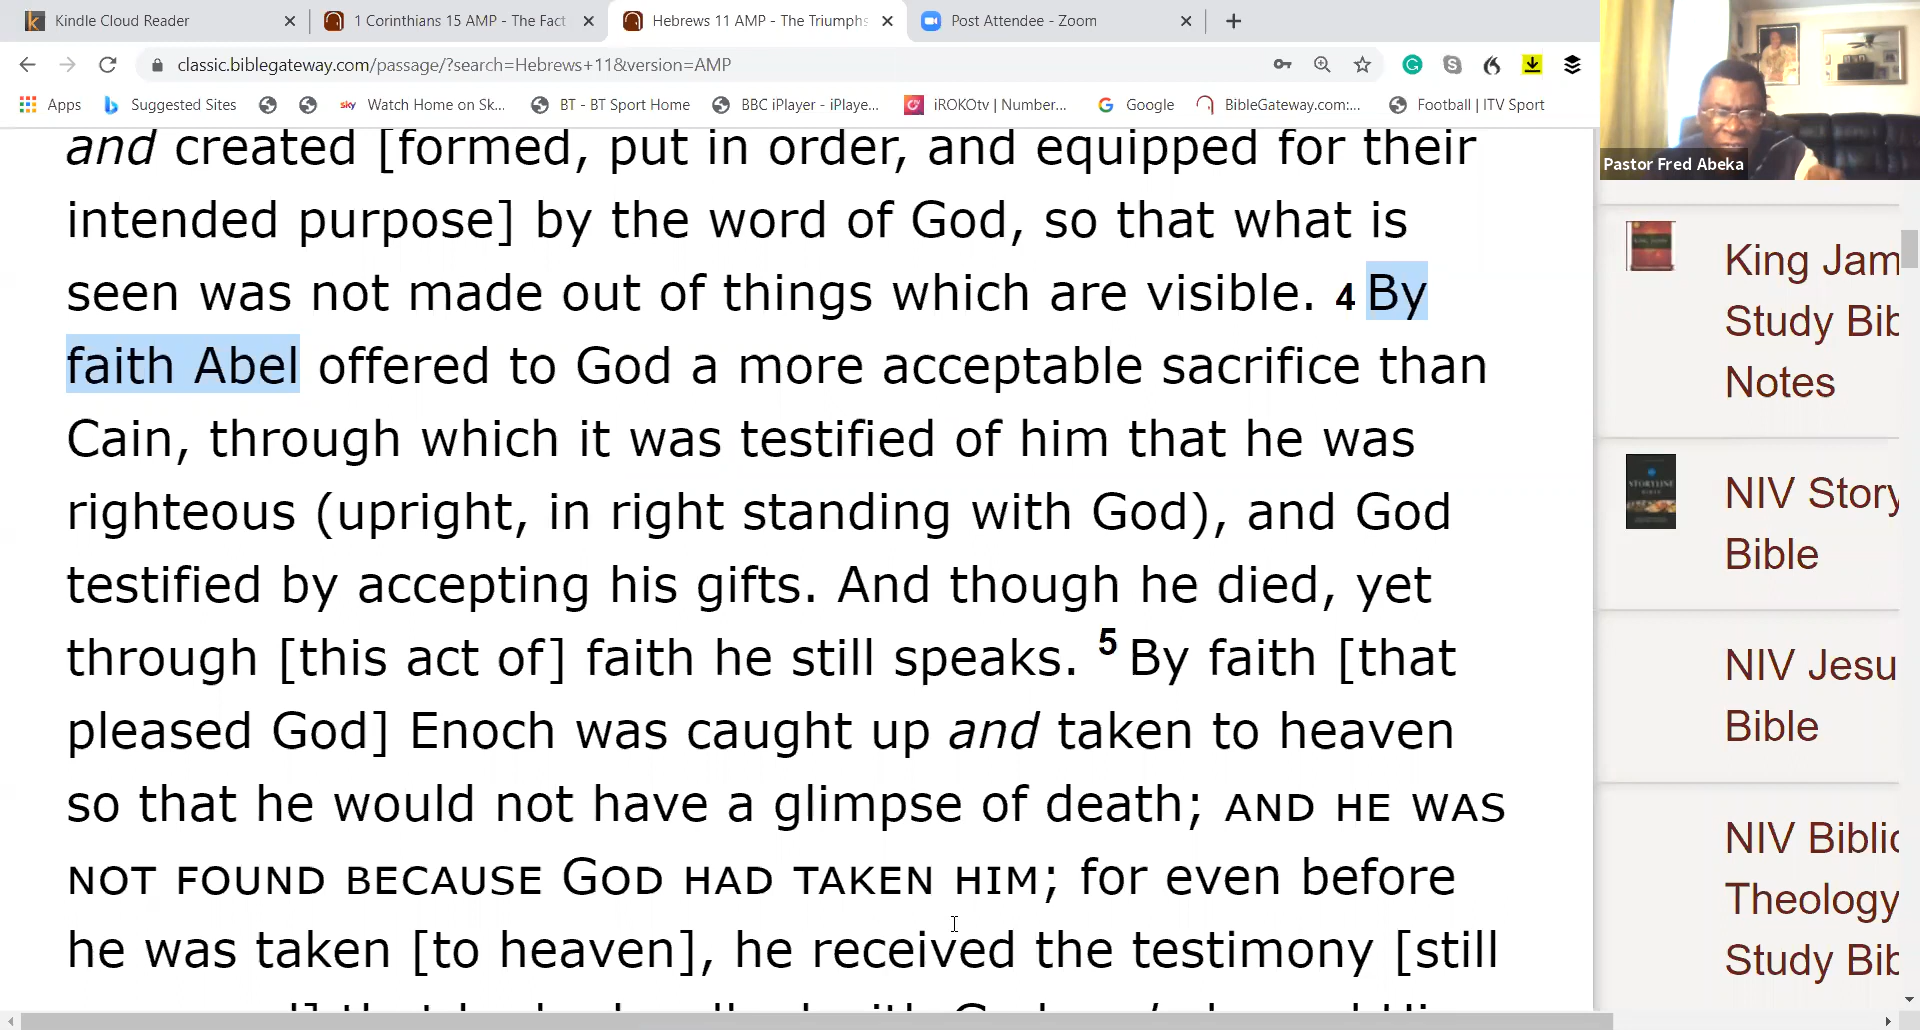 Kindle Cloud Reader
1 Corinthians 15 AMP - The Fact
Hebrews 11 AMP - The Triumphs
Post Attendee - Zoom
classic.biblegateway.com/passage/?search=Hebrews+11&version=AMP
Apps
Suggested Sites
sky Watch Home on Sk...
BT - BT Sport Home
BBC iPlayer - iPlaye...
iROKOtv | Number...
Google
BibleGateway.com:...
Football | ITV Sport
Pastor Fred Abeka
and created [formed, put in order, and equipped for their
intended purpose] by the word of God, so that what is
seen was not made out of things which are visible. 4 By
faith Abel offered to God a more acceptable sacrifice than
Cain, through which it was testified of him that he was
righteous (upright, in right standing with God), and God
testified by accepting his gifts. And though he died, yet
through [this act of] faith he still speaks. 5 By faith [that
pleased God] Enoch was caught up and taken to heaven
so that he would not have a glimpse of death; AND HE WAS
NOT FOUND BECAUSE GOD HAD TAKEN HIM; for even before
he was taken [to heaven], he received the testimony [still
King Jam
Study Bib
Notes
STORYLINE
NIV Story
Bible
NIV Jesu
Bible
NIV Biblic
Theology
Study Bib